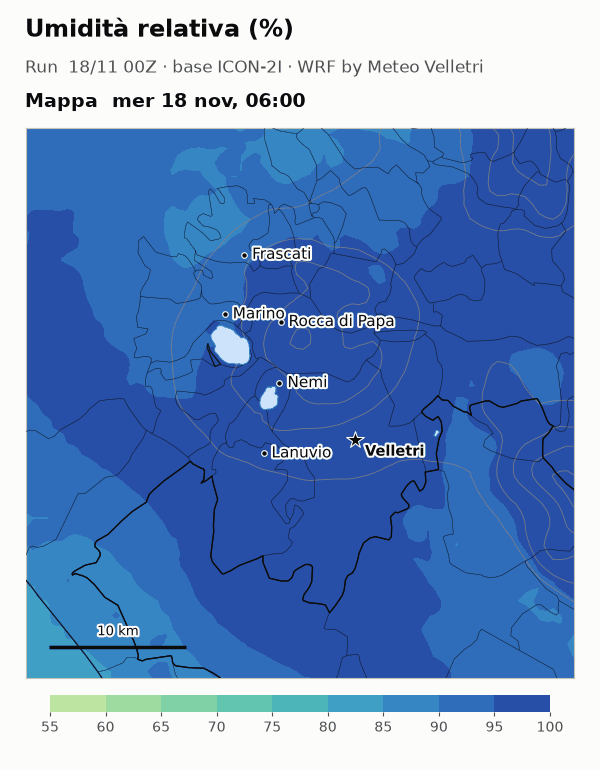 Umidità relativa (%)
Run  18/11 00Z · base ICON-2I · WRF by Meteo Velletri
Mappa  mer 18 nov, 06:00
Frascati
Marino
Rocca di Papa
Nemi
Velletri
Lanuvio
10 km
55 60 65 70 75 80 85 90 95 100